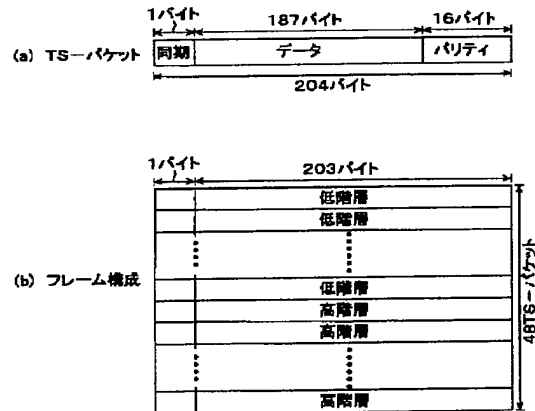 1バイト 187バイト 16バイト
(a) TSーパケット 同期 データ パリティ
204バイト
1バイト 203バイト
低階層
低階層
(b) フレーム構成
低階層
高階層
高階層
高階層
48TSーパケット